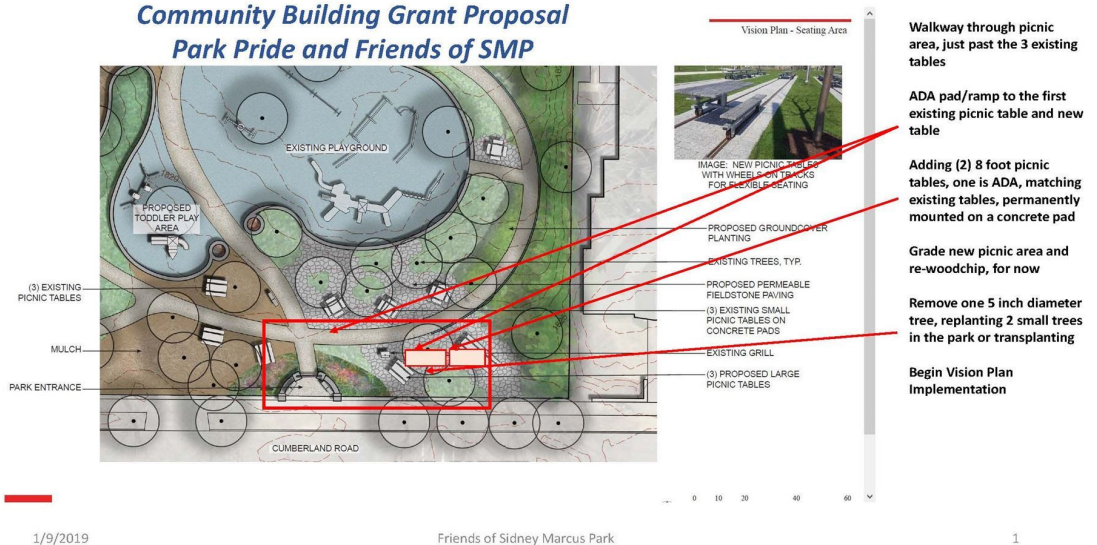 Community Building Grant Proposal
Park Pride and Friends of SMP
Vision Plan - Seating Area
IMAGE: NEW PICNIC TABLES
WITH WHEELS ON TRACKS
FOR FLEXIBLE SEATING
EXISTING PLAYGROUND
PROPOSED
TODDLER PLAY
AREA
(3) EXISTING
PICNIC TABLES
MULCH
PARK ENTRANCE
PROPOSED GROUNDCOVER
PLANTING
EXISTING TREES, TYP.
PROPOSED PERMEABLE
FIELDSTONE PAVING
(3) EXISTING SMALL
PICNIC TABLES ON
CONCRETE PADS
EXISTING GRILL
(3) PROPOSED LARGE
PICNIC TABLES
CUMBERLAND ROAD
0 10 20 40 60
Walkway through picnic
area, just past the 3 existing
tables
ADA pad/ramp to the first
existing picnic table and new
table
Adding (2) 8 foot picnic
tables, one is ADA, matching
existing tables, permanently
mounted on a concrete pad
Grade new picnic area and
re-woodchip, for now
Remove one 5 inch diameter
tree, replanting 2 small trees
in the park or transplanting
Begin Vision Plan
Implementation
1/9/2019
Friends of Sidney Marcus Park
1